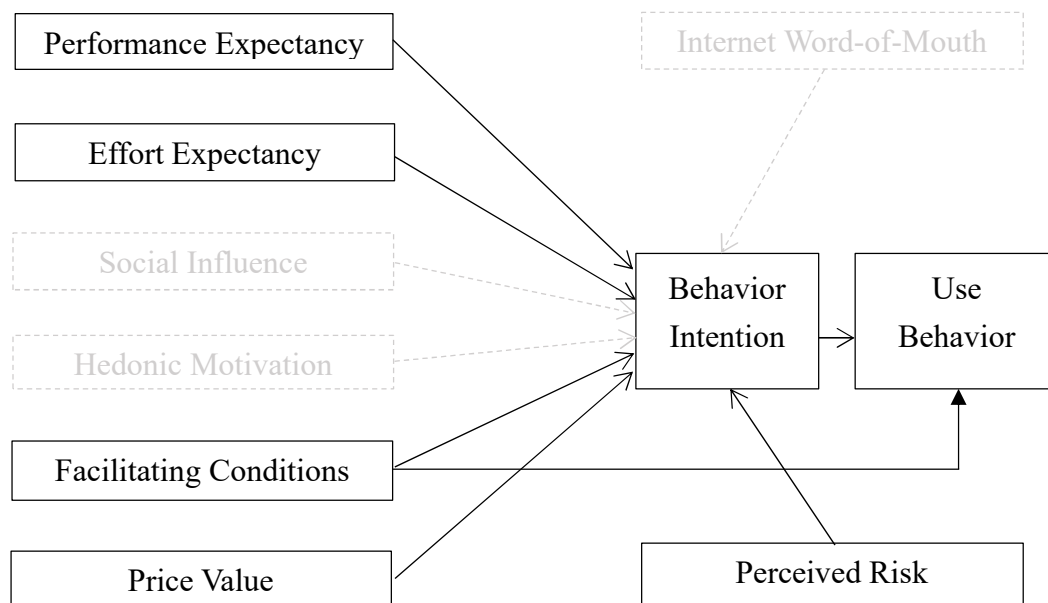 Performance Expectancy
Internet Word-of-Mouth
Effort Expectancy
Social Influence
Behavior
Intention
Use
Behavior
Hedonic Motivation
Facilitating Conditions
Price Value
Perceived Risk